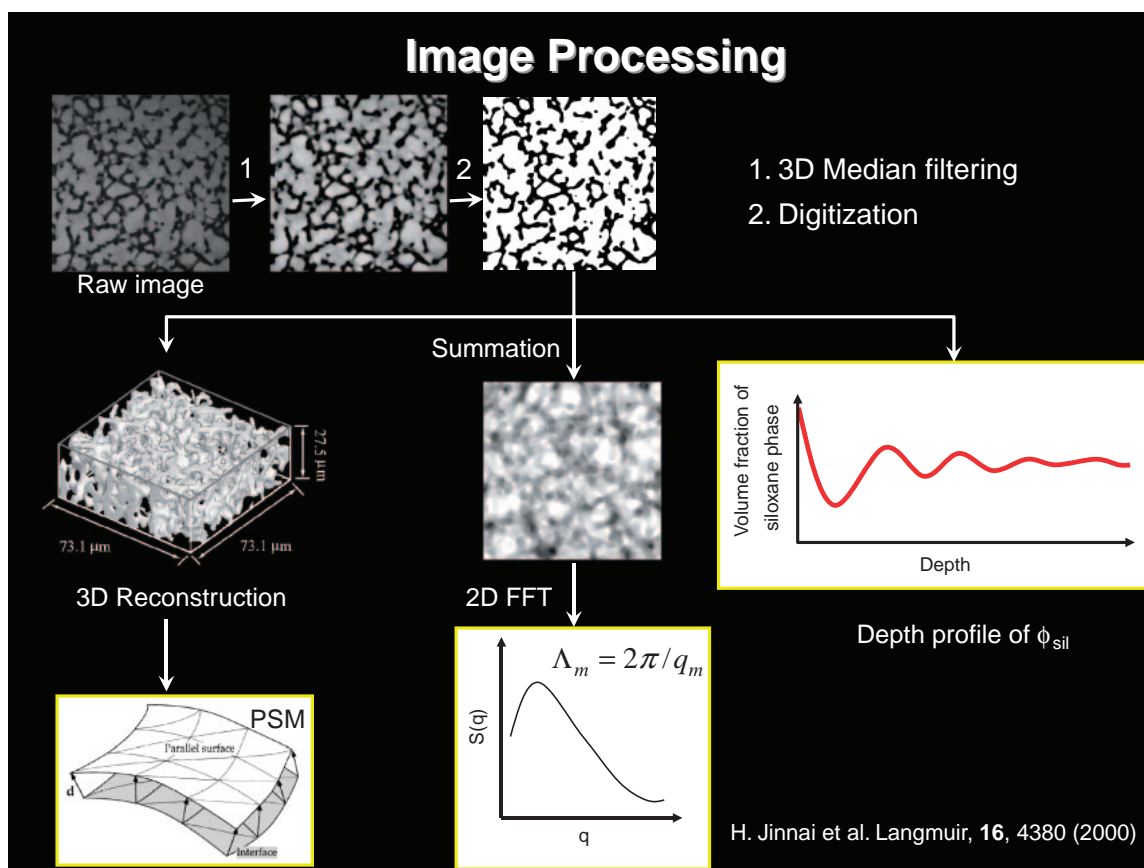 Image Processing
1
2
1. 3D Median filtering
2. Digitization
Raw image
Summation
27.5 μm
73.1 μm
73.1 μm
3D Reconstruction
2D FFT
Volume fraction of
siloxane phase
Depth
Depth profile of ϕsil
PSM
Parallel surface
d
Interface
Λm = 2π/qm
S(q)
q
H. Jinnai et al. Langmuir, 16, 4380 (2000)